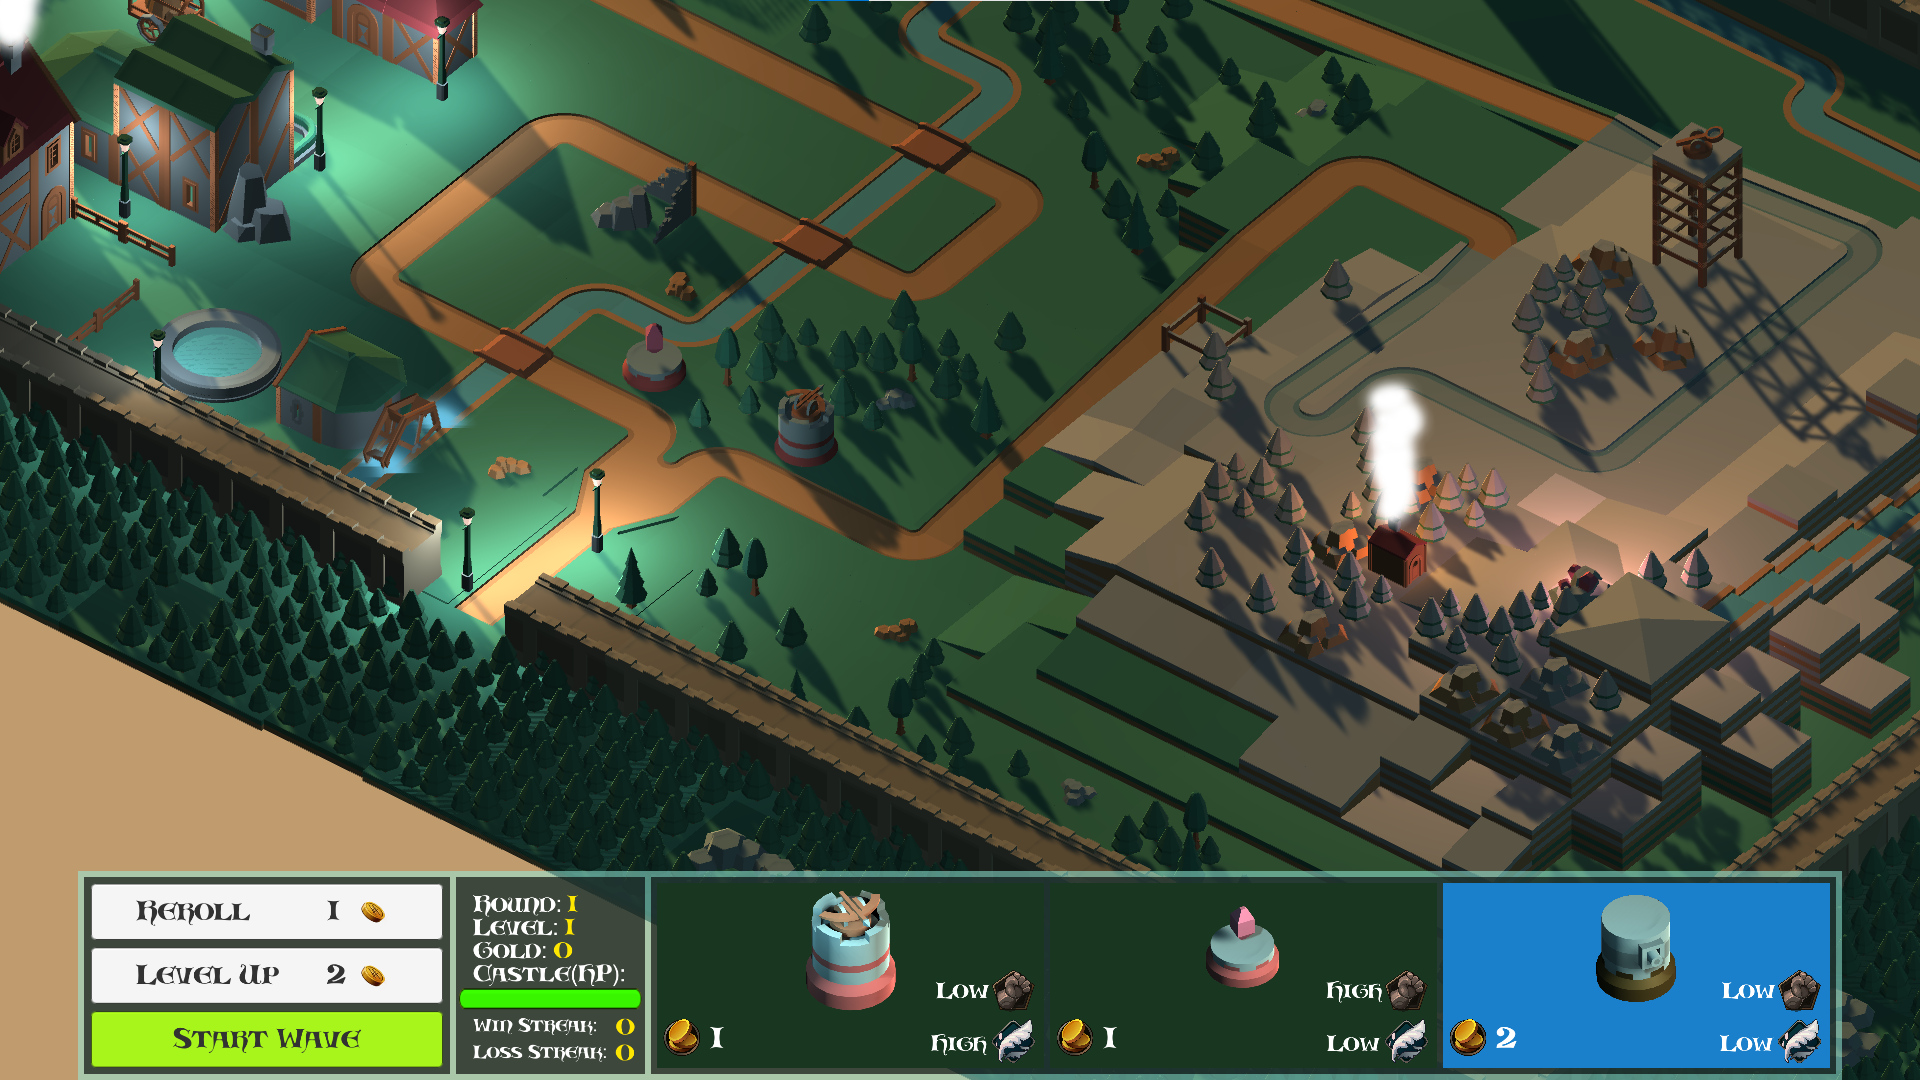 Reroll 1
Level Up 2
Start Wave
Round: 1
Level: 1
Gold: 0
Castle(HP):
Win Streak: 0
Loss Streak: 0
Low
1
High
High
1
Low
Low
2
Low